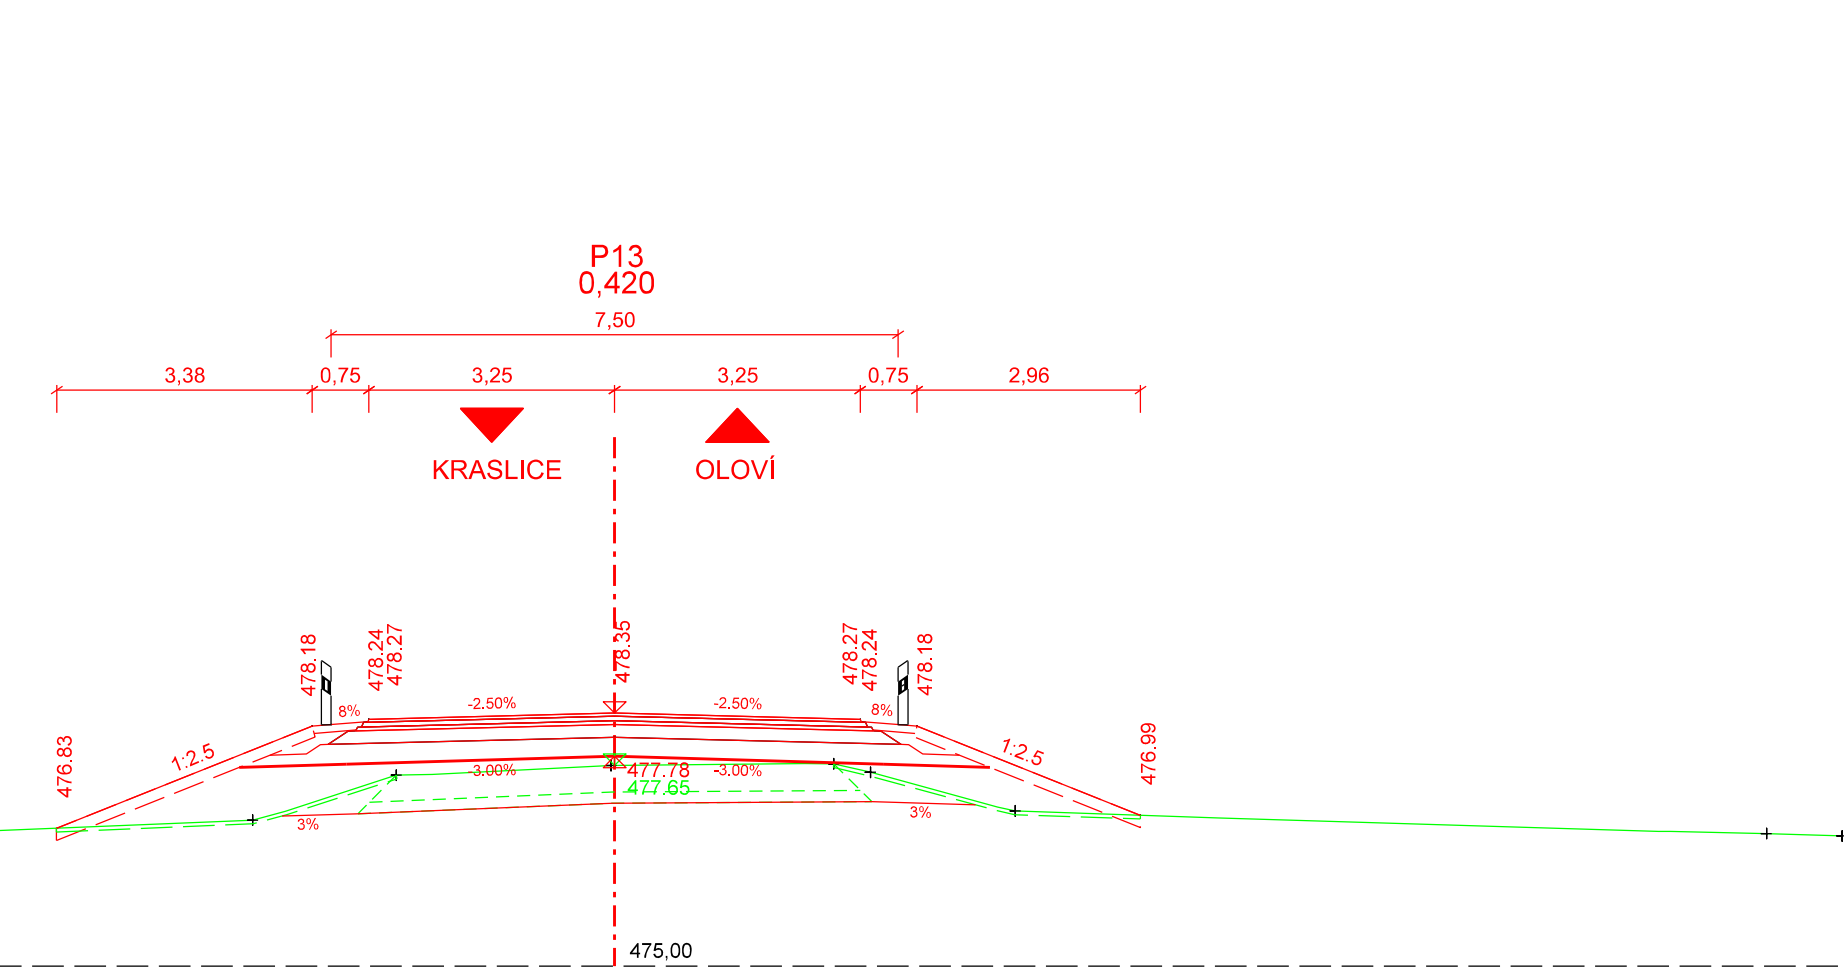 P13
0,420
7,50
3,38 0,75 3,25 3,25 0,75 2,96
KRASLICE OLOVÍ
478.18 478.24 478.27 478.35 478.27 478.24 478.18
8% -2.50% -2.50% 8%
476.83 1:2.5 1:2.5 476.99
-3.00% 477.78 -3.00%
477.65
3% 3%
475,00